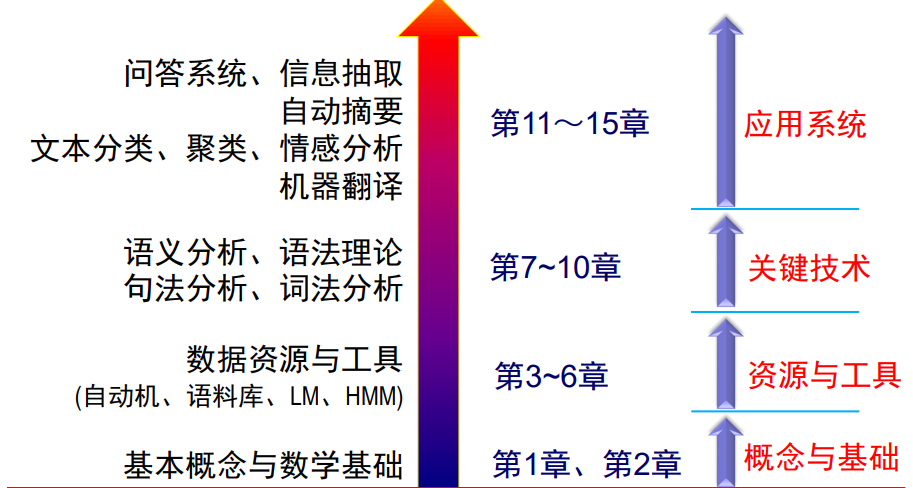 问答系统、信息抽取
自动摘要
文本分类、聚类、情感分析
机器翻译
第11～15章
应用系统
语义分析、语法理论
句法分析、词法分析
第7~10章
关键技术
数据资源与工具
(自动机、语料库、LM、HMM)
第3~6章
资源与工具
基本概念与数学基础
第1章、第2章
概念与基础